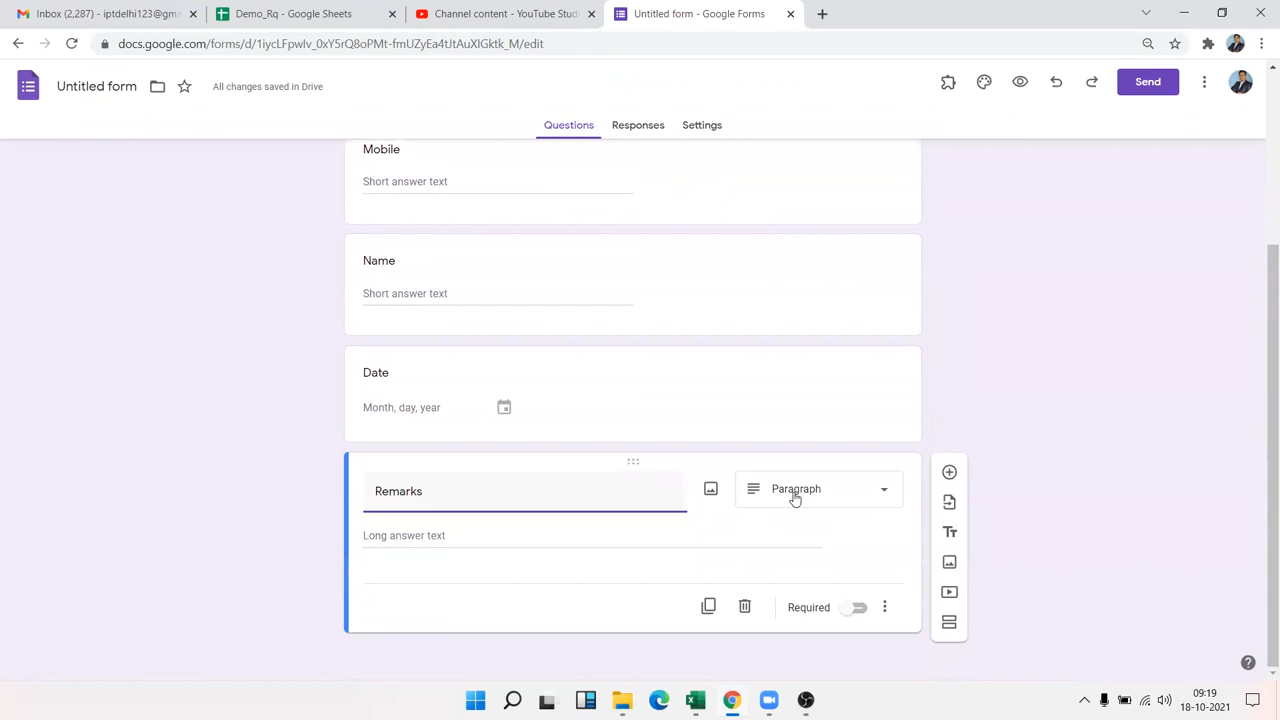 Inbox (2,287) - iptdelhi123@gm
Demo_Rq - Google Sheets
Channel content - YouTube Stud
Untitled form - Google Forms
docs.google.com/forms/d/1iycLFpwIv_0xY5rQ8oPMt-fmUZyEa4tJtAuXIGktk_M/edit
Untitled form
All changes saved in Drive
Send
Questions
Responses
Settings
Mobile
Short answer text
Name
Short answer text
Date
Month, day, year
Remarks
Paragraph
Long answer text
Required
09:19
18-10-2021